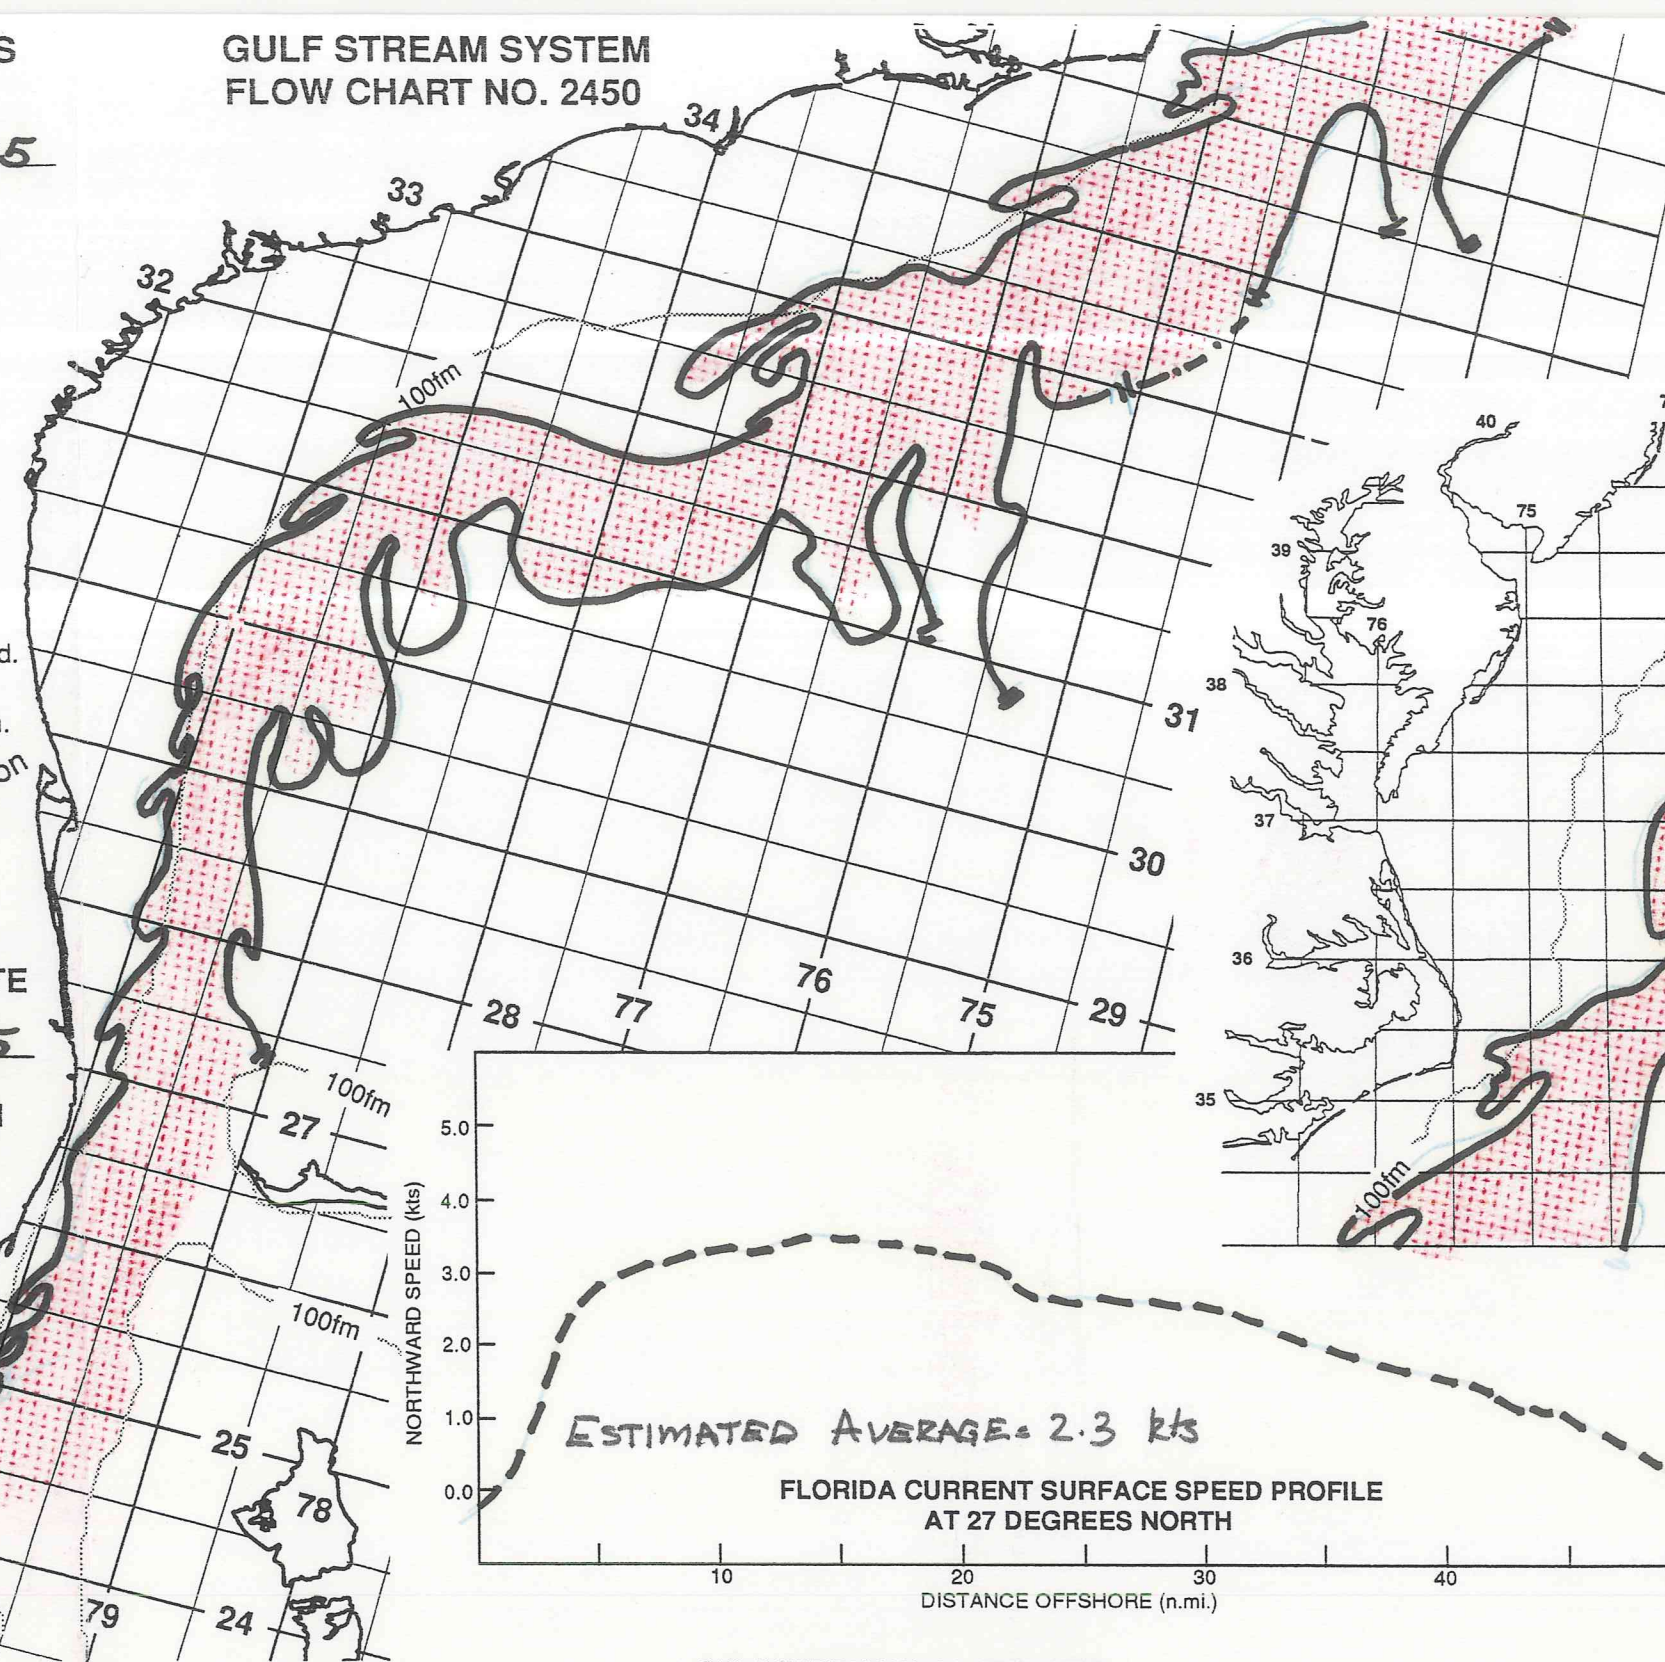 GULF STREAM SYSTEM
FLOW CHART NO. 2450
S
5
34
33
32
100fm
d.
on
TE
5
40
39
75
76
38
37
36
35
100fm
31
30
29
76
75
77
28
100fm
27
100fm
25
78
79
24
5.0
4.0
3.0
2.0
1.0
0.0
NORTHWARD SPEED (kts)
ESTIMATED AVERAGE = 2.3 kts
FLORIDA CURRENT SURFACE SPEED PROFILE
AT 27 DEGREES NORTH
10 20 30 40
DISTANCE OFFSHORE (n.mi.)